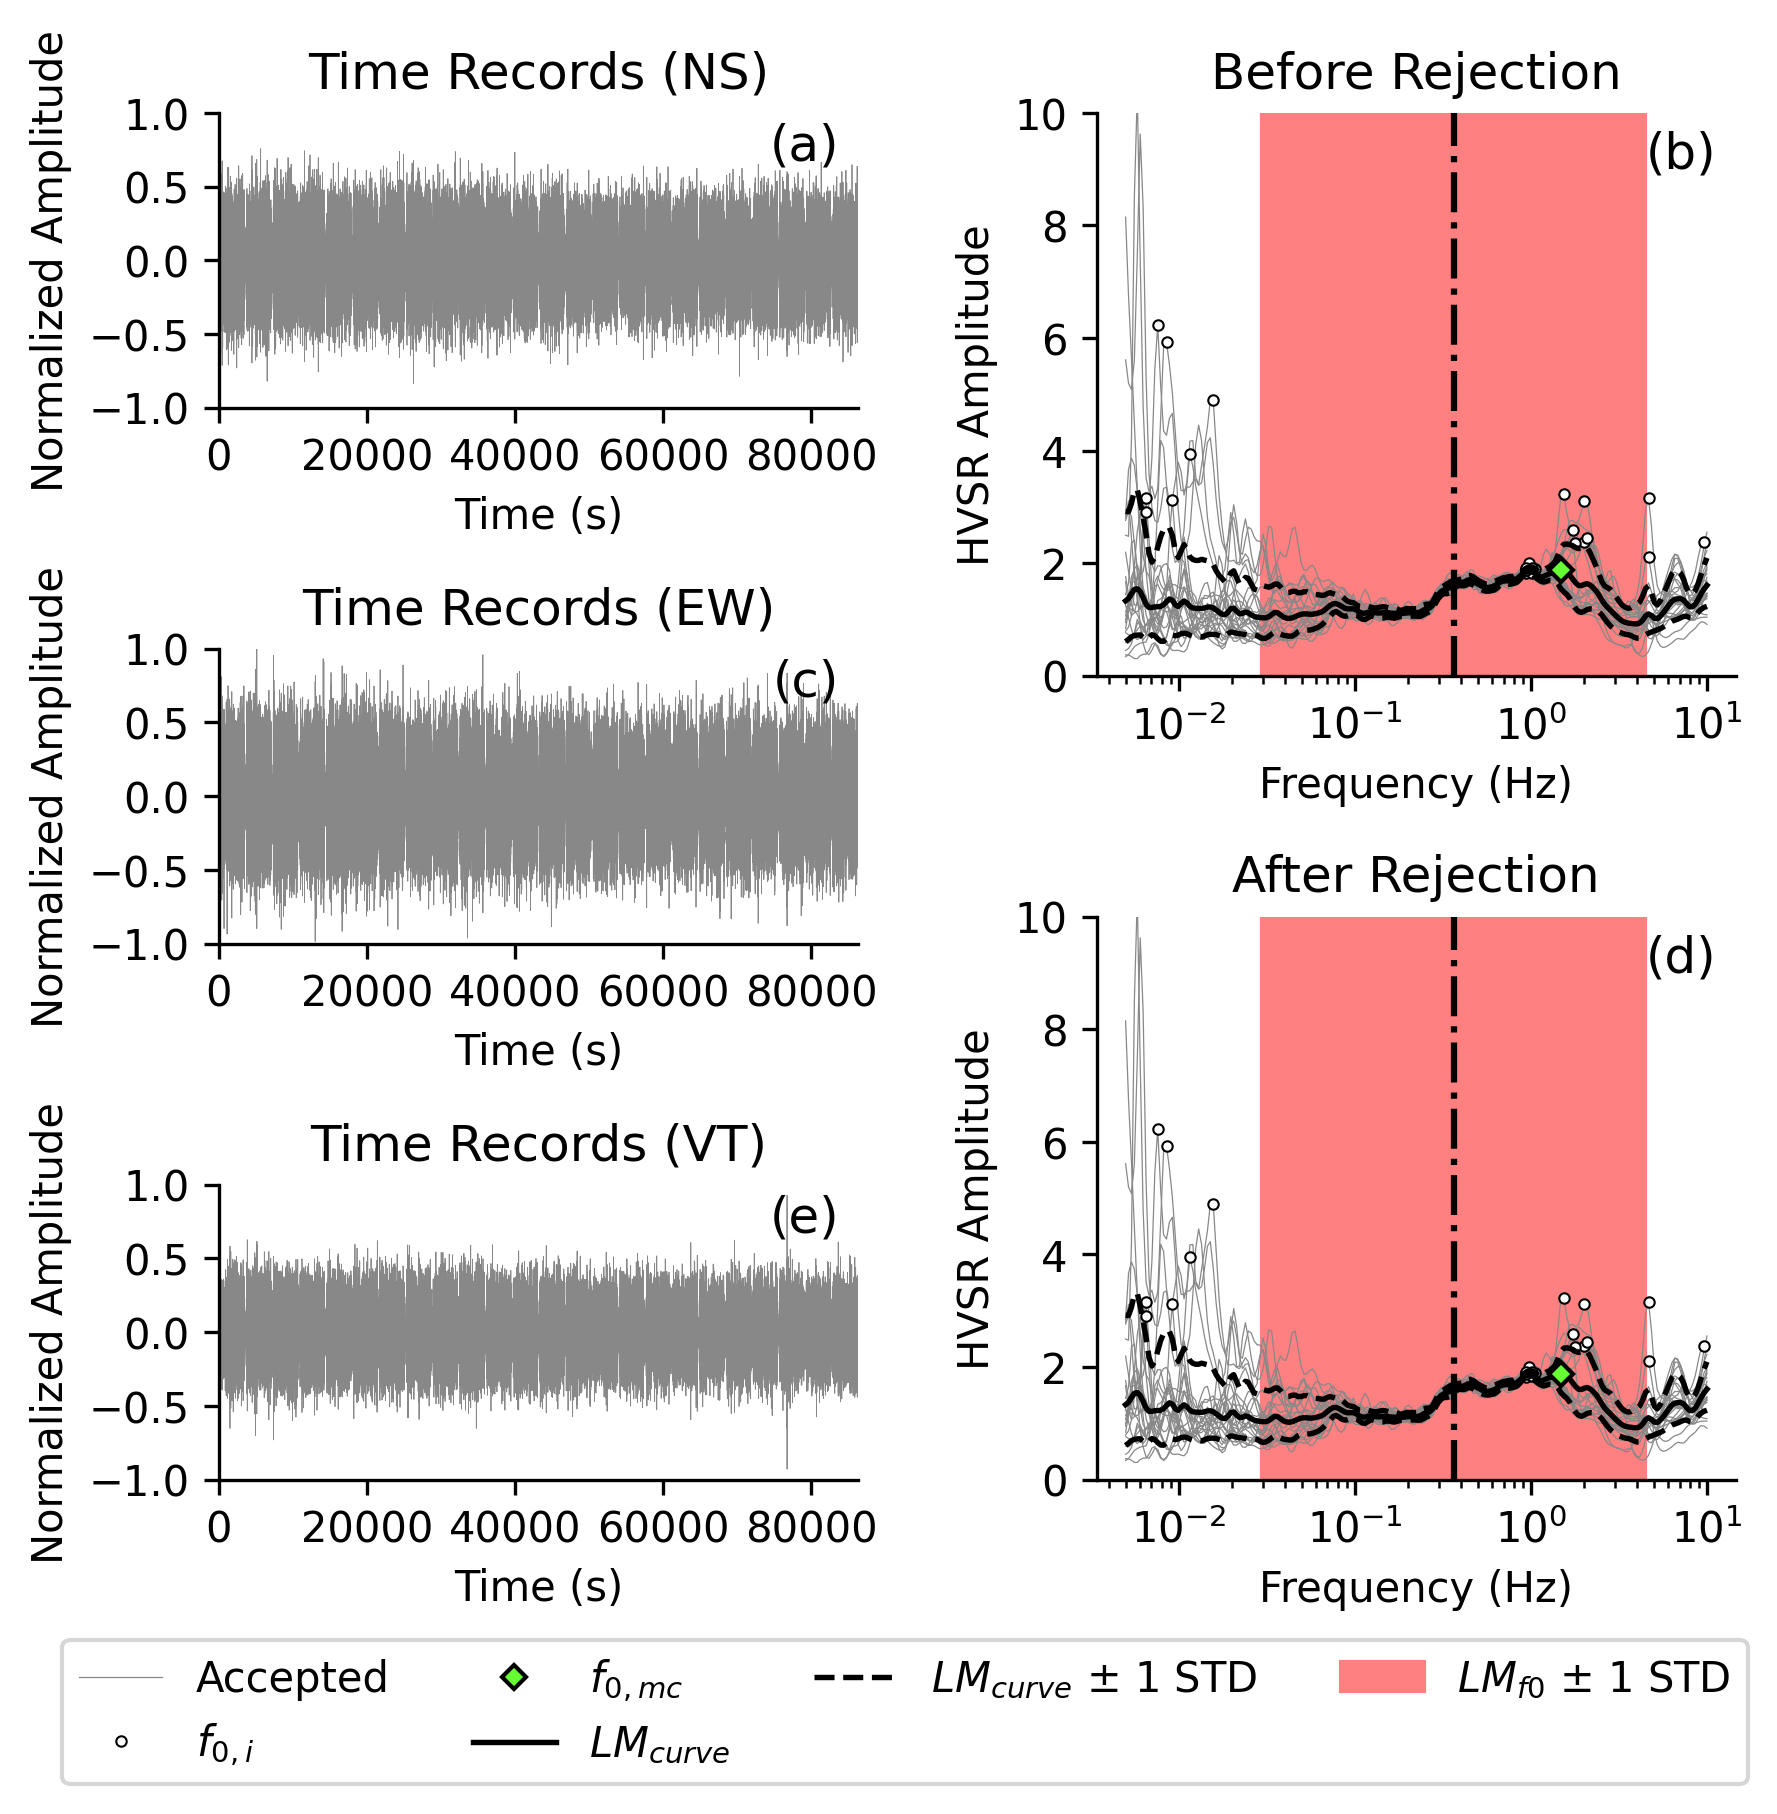 Time Records (NS)
Normalized Amplitude
1.0
0.5
0.0
−0.5
−1.0
(a)
0 20000 40000 60000 80000
Time (s)
Before Rejection
HVSR Amplitude
10
8
6
4
2
0
(b)
10⁻² 10⁻¹ 10⁰ 10¹
Frequency (Hz)
Time Records (EW)
Normalized Amplitude
1.0
0.5
0.0
−0.5
−1.0
(c)
0 20000 40000 60000 80000
Time (s)
After Rejection
HVSR Amplitude
10
8
6
4
2
0
(d)
10⁻² 10⁻¹ 10⁰ 10¹
Frequency (Hz)
Time Records (VT)
Normalized Amplitude
1.0
0.5
0.0
−0.5
−1.0
(e)
0 20000 40000 60000 80000
Time (s)
Accepted
f0,i
f0,mc
LMcurve
LMcurve ± 1 STD
LMf0 ± 1 STD